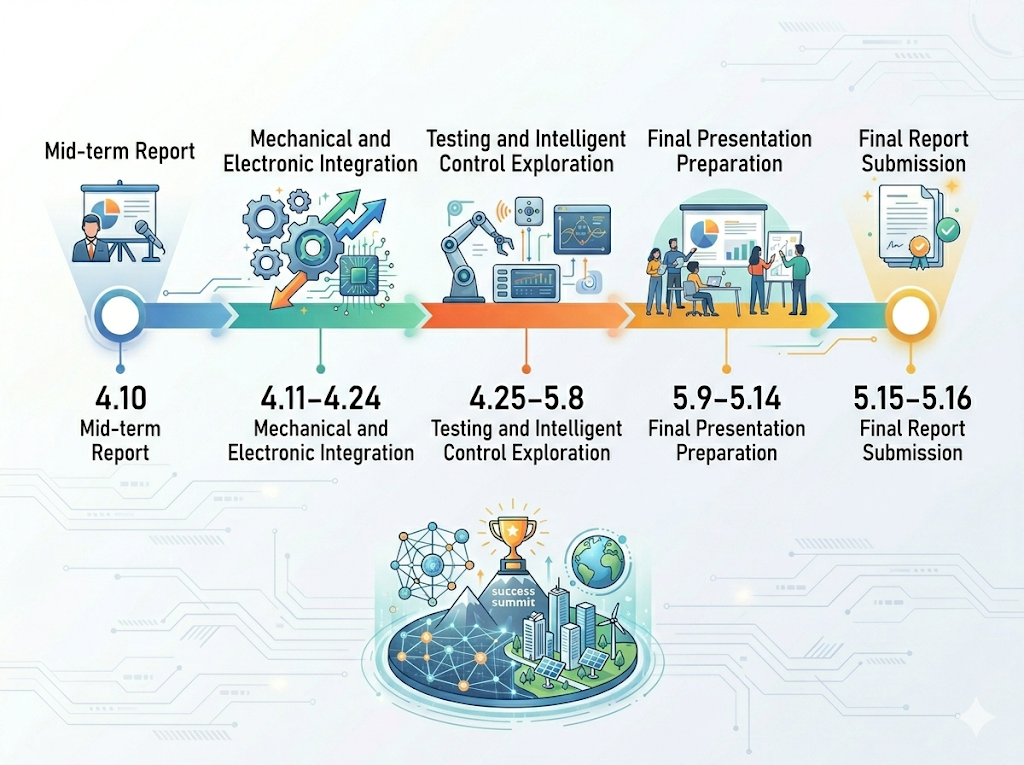 Mid-term Report
Mechanical and
Electronic Integration
Testing and Intelligent
Control Exploration
Final Presentation
Preparation
Final Report
Submission
4.10
Mid-term
Report
4.11–4.24
Mechanical and
Electronic Integration
4.25–5.8
Testing and Intelligent
Control Exploration
5.9–5.14
Final Presentation
Preparation
5.15–5.16
Final Report
Submission
success
summit